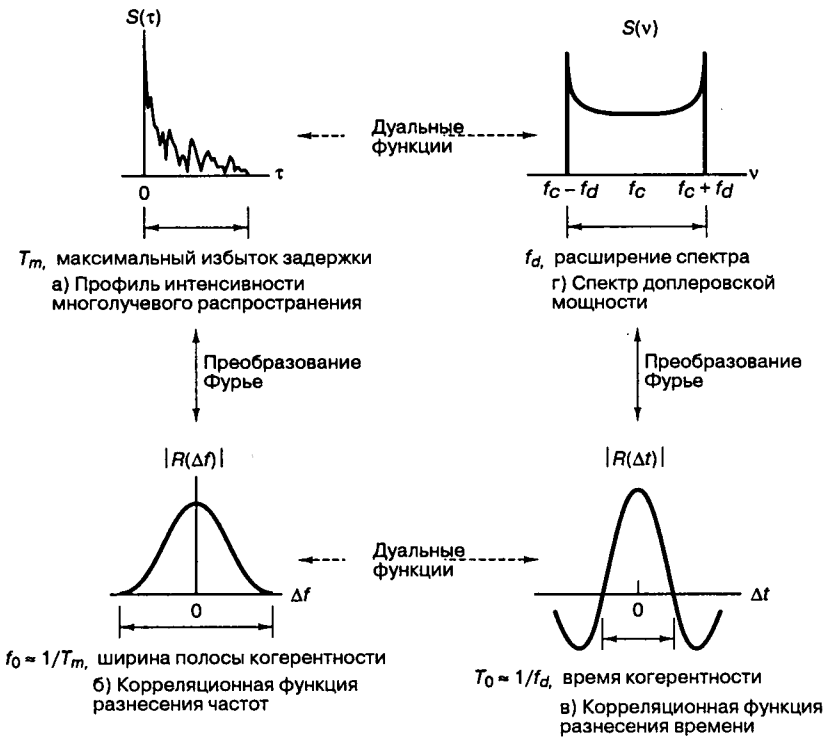 S(τ)
τ
0
T_m, максимальный избыток задержки
а) Профиль интенсивности
многолучевого распространения
Дуальные
функции
S(ν)
ν
f_c − f_d
f_c
f_c + f_d
f_d, расширение спектра
г) Спектр доплеровской
мощности
Преобразование
Фурье
Преобразование
Фурье
|R(Δf)|
Δf
0
f_0 ≈ 1/T_m, ширина полосы когерентности
б) Корреляционная функция
разнесения частот
Дуальные
функции
|R(Δt)|
0
Δt
T_0 ≈ 1/f_d, время когерентности
в) Корреляционная функция
разнесения времени